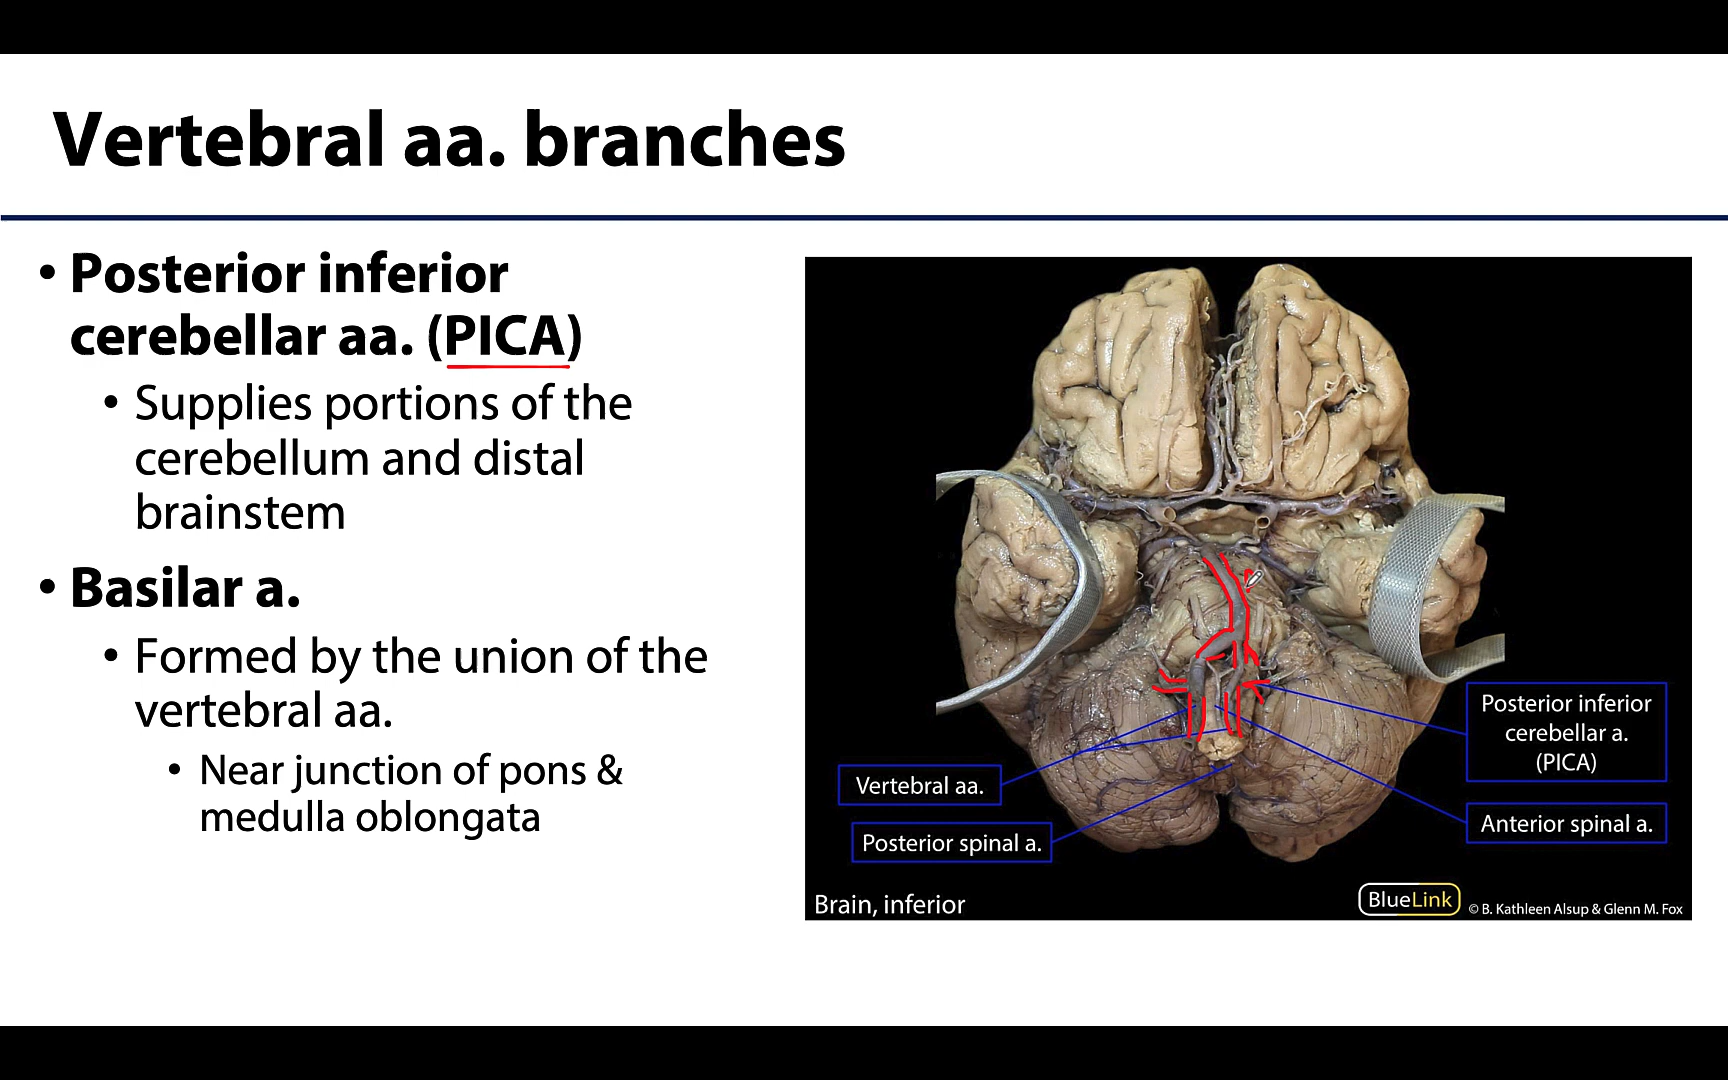 Vertebral aa. branches
• Posterior inferior
cerebellar aa. (PICA)
• Supplies portions of the
cerebellum and distal
brainstem
• Basilar a.
• Formed by the union of the
vertebral aa.
• Near junction of pons &
medulla oblongata
Posterior inferior
cerebellar a.
(PICA)
Vertebral aa.
Anterior spinal a.
Posterior spinal a.
Brain, inferior
BlueLink
© B. Kathleen Alsup & Glenn M. Fox